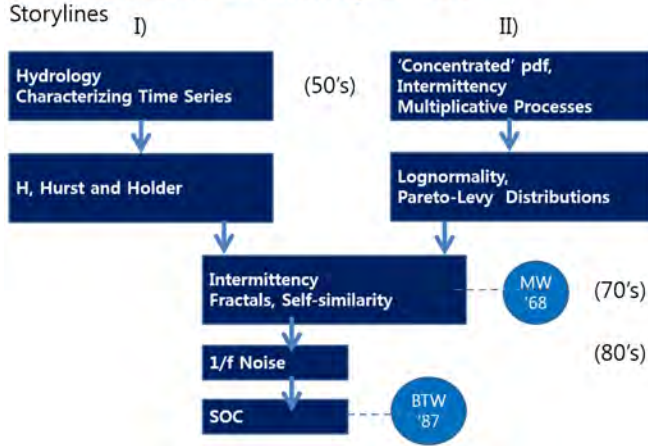 Storylines
I)
II)
Hydrology
Characterizing Time Series
(50's)
'Concentrated' pdf,
Intermittency
Multiplicative Processes
H, Hurst and Holder
Lognormality,
Pareto-Levy Distributions
Intermittency
Fractals, Self-similarity
MW
'68
(70's)
1/f Noise
(80's)
SOC
BTW
'87